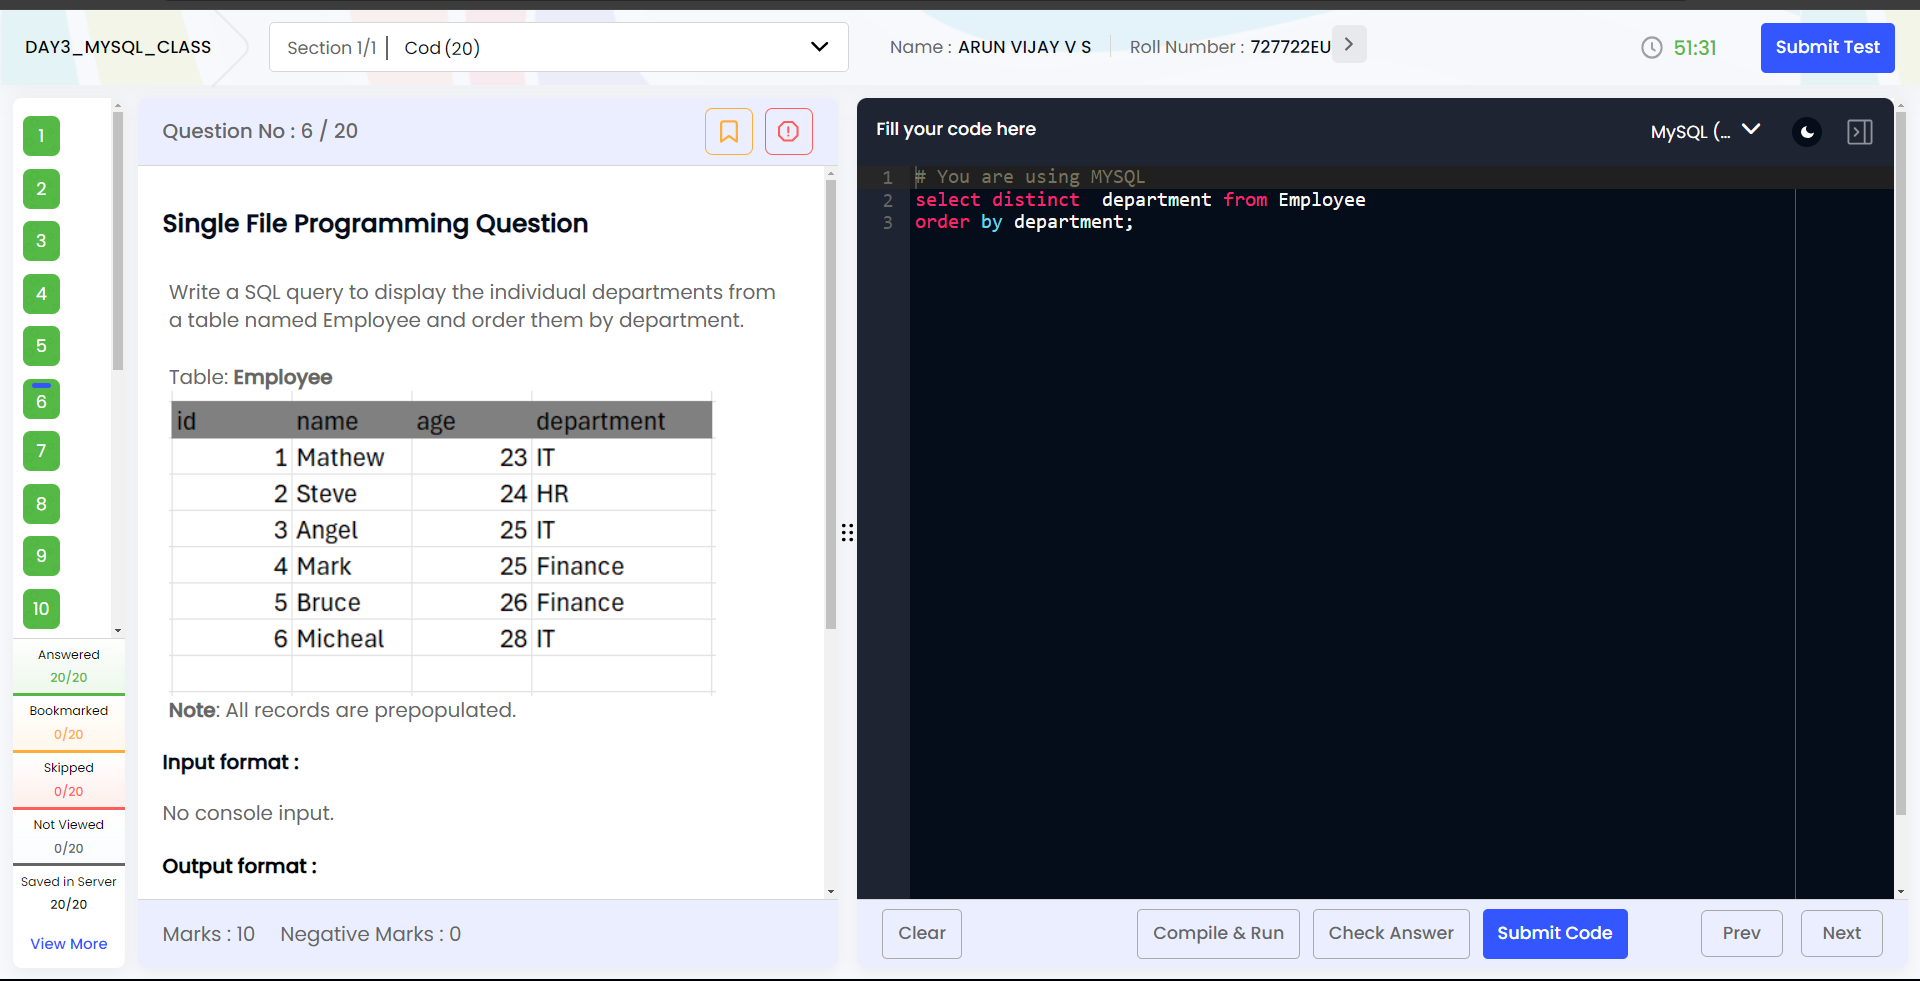 DAY3_MYSQL_CLASS
Section 1/1 | Cod (20)
Name : ARUN VIJAY V S
Roll Number : 727722EU
51:31
Submit Test
1
2
3
4
5
6
7
8
9
10
Answered
20/20
Bookmarked
0/20
Skipped
0/20
Not Viewed
0/20
Saved in Server
20/20
View More
Question No : 6 / 20
Single File Programming Question
Write a SQL query to display the individual departments from
a table named Employee and order them by department.
Table: Employee
id name age department
1 Mathew 23 IT
2 Steve 24 HR
3 Angel 25 IT
4 Mark 25 Finance
5 Bruce 26 Finance
6 Micheal 28 IT
Note: All records are prepopulated.
Input format :
No console input.
Output format :
Marks : 10 Negative Marks : 0
Fill your code here
MySQL (...
1 # You are using MYSQL
2 select distinct  department from Employee
3 order by department;
Clear
Compile & Run
Check Answer
Submit Code
Prev
Next